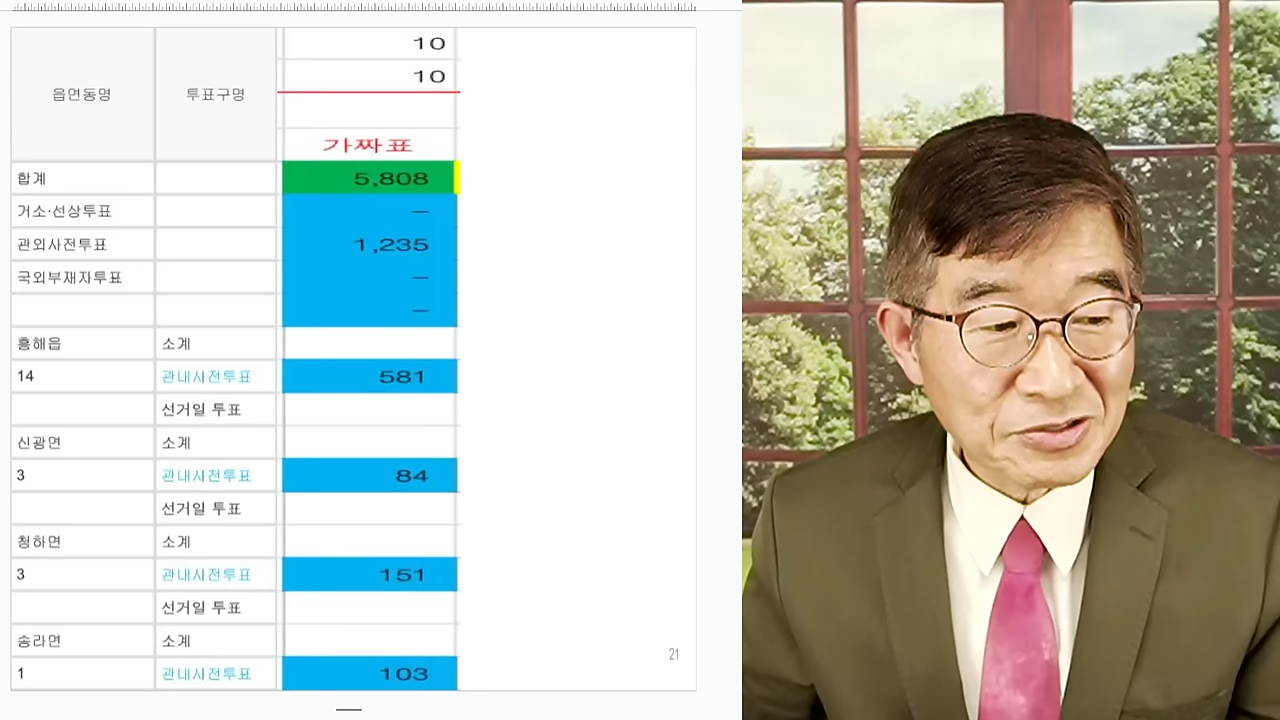 10
10
읍면동명 투표구명
가짜표
합계 5,808
거소·선상투표 —
관외사전투표 1,235
국외부재자투표 —
—
흥해읍 소계
14 관내사전투표 581
선거일 투표
신광면 소계
3 관내사전투표 84
선거일 투표
청하면 소계
3 관내사전투표 151
선거일 투표
송라면 소계
1 관내사전투표 103
21